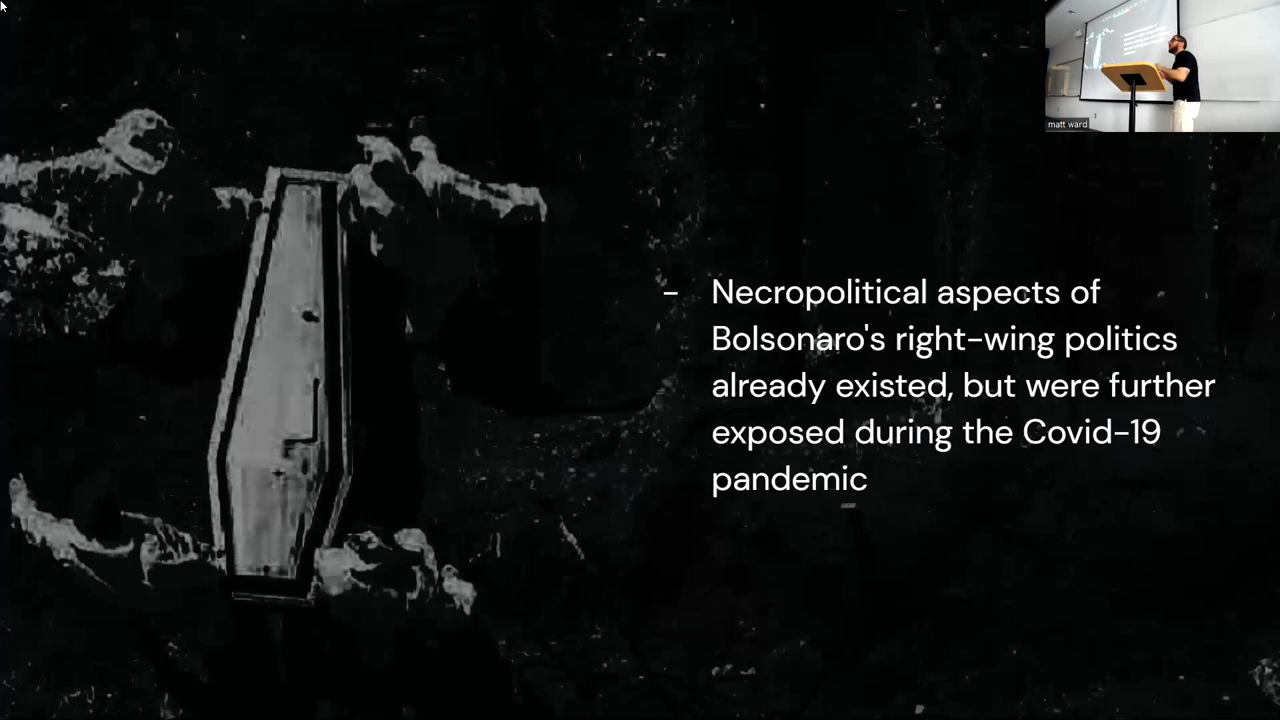 matt ward
- Necropolitical aspects of
Bolsonaro's right-wing politics
already existed, but were further
exposed during the Covid-19
pandemic